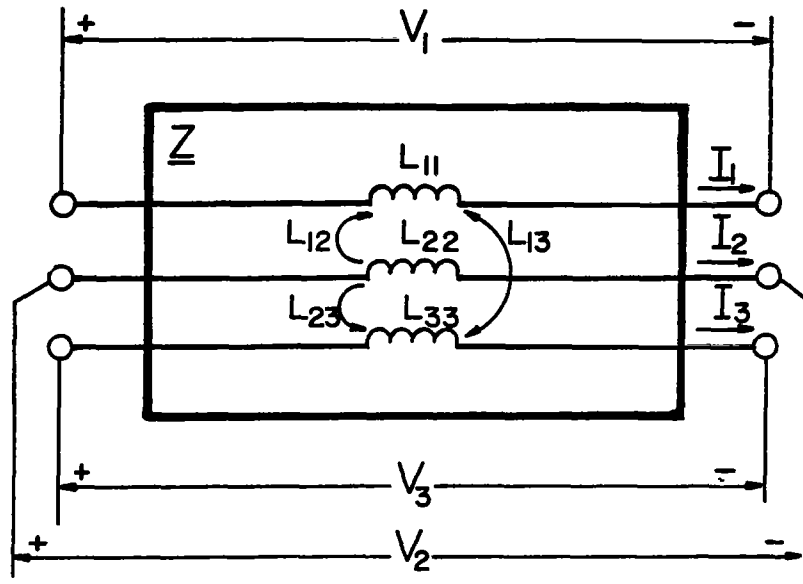 + V₁ −
Z
L₁₁
I₁
L₁₂ L₂₂ L₁₃ I₂
L₂₃ L₃₃ I₃
+ V₃ −
+ V₂ −